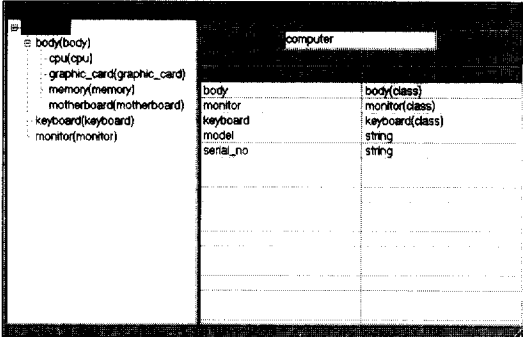 body(body)
cpu(cpu)
graphic_card(graphic_card)
memory(memory)
motherboard(motherboard)
keyboard(keyboard)
monitor(monitor)
computer
body body(class)
monitor monitor(class)
keyboard keyboard(class)
model string
serial_no string